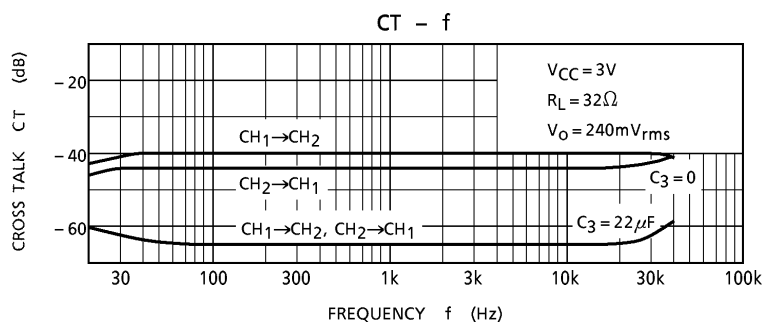 CT – f
CROSS TALK CT (dB)
−20
−40
−60
VCC = 3V
RL = 32Ω
Vo = 240mVrms
CH1→CH2
CH2→CH1
C3 = 0
CH1→CH2, CH2→CH1
C3 = 22μF
30 100 300 1k 3k 10k 30k 100k
FREQUENCY f (Hz)